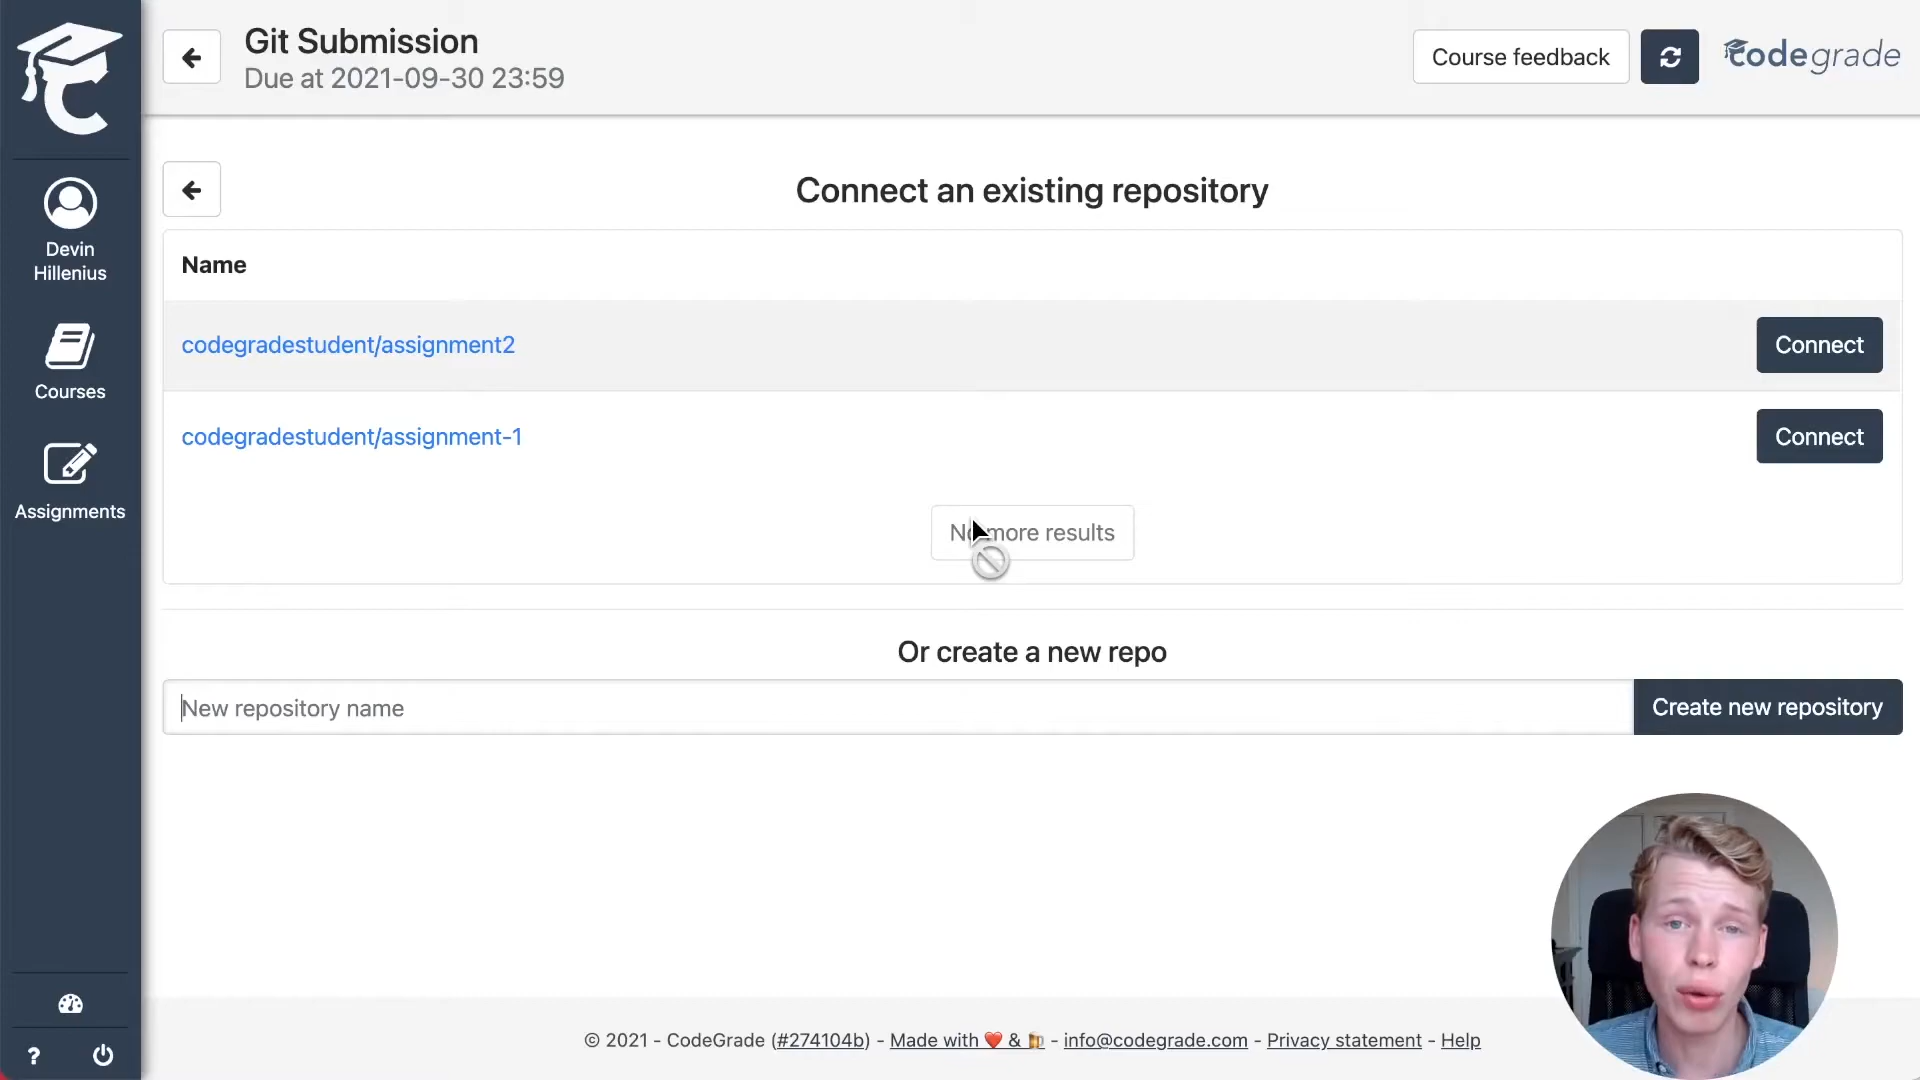 Git Submission
Due at 2021-09-30 23:59
Course feedback
codegrade
Devin
Hillenius
Courses
Assignments
Connect an existing repository
Name
codegradestudent/assignment2
Connect
codegradestudent/assignment-1
Connect
No more results
Or create a new repo
New repository name
Create new repository
© 2021 - CodeGrade (#274104b) - Made with ❤️ & 🍻 - info@codegrade.com - Privacy statement - Help
?